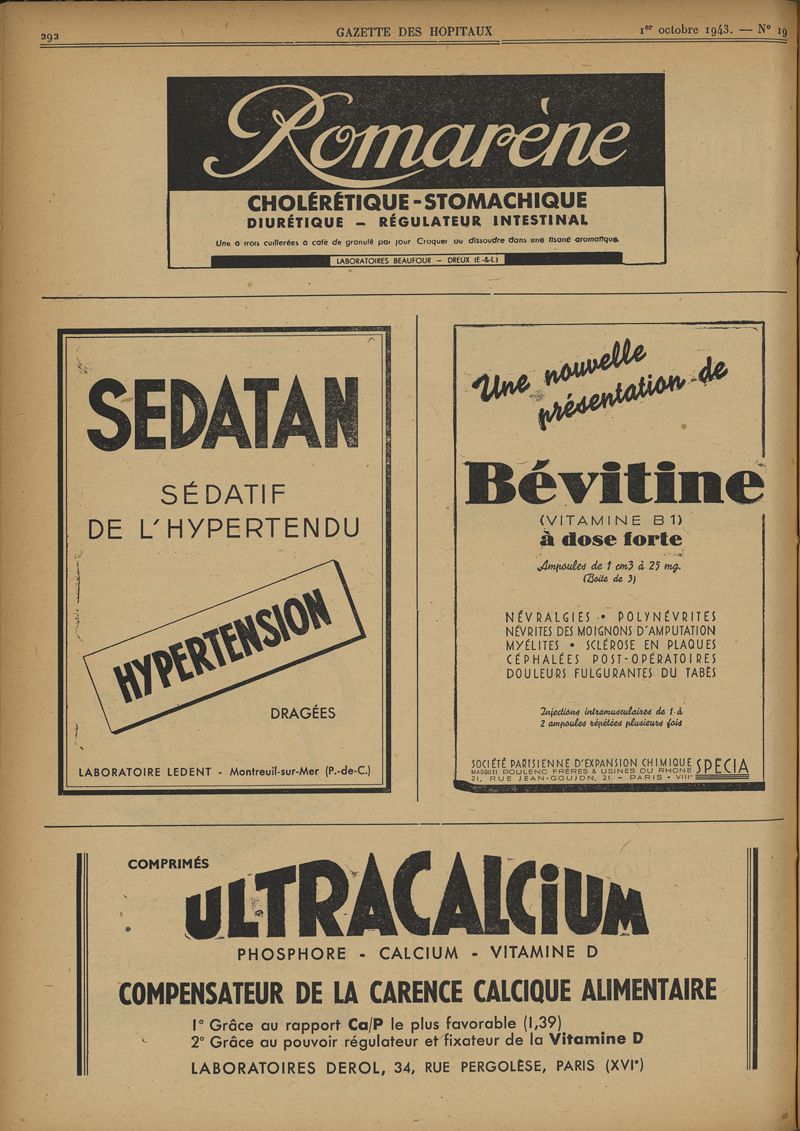 292
GAZETTE DES HOPITAUX
1er octobre 1943. — N° 19
Romarène
CHOLÉRÉTIQUE - STOMACHIQUE
DIURÉTIQUE — RÉGULATEUR INTESTINAL
Une à trois cuillerées à café de granulé par jour Croquer ou dissoudre dans une tisane aromatique.
LABORATOIRES BEAUFOUR — DREUX (E-&-L)
SEDATAN
SÉDATIF
DE L'HYPERTENDU
HYPERTENSION
DRAGÉES
LABORATOIRE LEDENT - Montreuil-sur-Mer (P.-de-C.)
Une nouvelle
présentation de
Bévitine
(VITAMINE B1)
à dose forte
Ampoules de 1 cm3 à 25 mg.
(Boîte de 3)
NÉVRALGIES • POLYNÉVRITES
NÉVRITES DES MOIGNONS D'AMPUTATION
MYÉLITES • SCLÉROSE EN PLAQUES
CÉPHALÉES POST-OPÉRATOIRES
DOULEURS FULGURANTES DU TABÈS
Injections intramusculaires de 1 à
2 ampoules répétées plusieurs fois
SOCIÉTÉ PARISIENNE D'EXPANSION CHIMIQUE SPECIA
MARQUES POULENC FRÈRES & USINES DU RHONE
21, RUE JEAN-GOUJON, 21 - PARIS - VIIIe
COMPRIMÉS
ULTRACALCIUM
PHOSPHORE - CALCIUM - VITAMINE D
COMPENSATEUR DE LA CARENCE CALCIQUE ALIMENTAIRE
1° Grâce au rapport Ca/P le plus favorable (1,39)
2° Grâce au pouvoir régulateur et fixateur de la Vitamine D
LABORATOIRES DEROL, 34, RUE PERGOLÈSE, PARIS (XVIe)